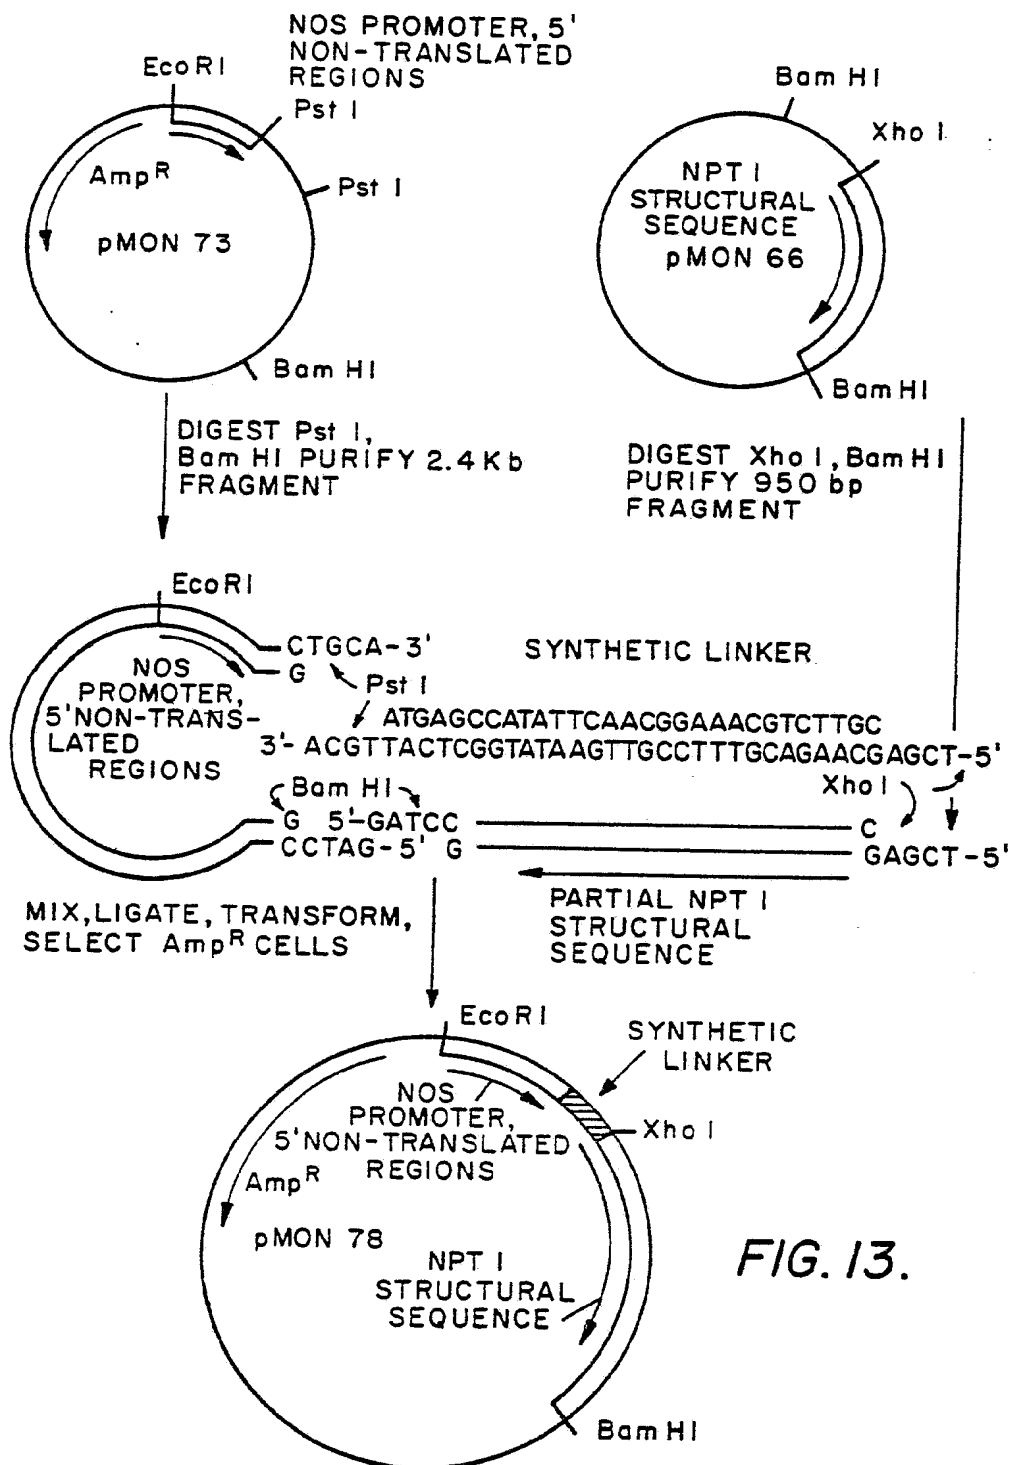 NOS PROMOTER, 5'
NON-TRANSLATED
REGIONS
EcoRI
Pst I
Pst I
Amp^R
pMON 73
Bam HI
Bam HI
Xho I
NPT I
STRUCTURAL
SEQUENCE
pMON 66
Bam HI
DIGEST Pst I,
Bam HI PURIFY 2.4 Kb
FRAGMENT
DIGEST Xho I, Bam HI
PURIFY 950 bp
FRAGMENT
EcoRI
CTGCA-3'
G
SYNTHETIC LINKER
NOS
PROMOTER,
5'NON-TRANS-
LATED
REGIONS
Pst I
ATGAGCCATATTCAACGGAAACGTCTTGC
3'-ACGTTACTCGGTATAAGTTGCCTTTGCAGAACGAGCT-5'
Xho I
Bam HI
G 5'-GATCC
CCTAG-5' G
C
GAGCT-5'
PARTIAL NPT I
STRUCTURAL
SEQUENCE
MIX, LIGATE, TRANSFORM,
SELECT Amp^R CELLS
EcoRI
SYNTHETIC
LINKER
NOS
PROMOTER,
5'NON-TRANSLATED
REGIONS
Xho I
Amp^R
pMON 78
NPT I
STRUCTURAL
SEQUENCE
Bam HI
FIG. 13.